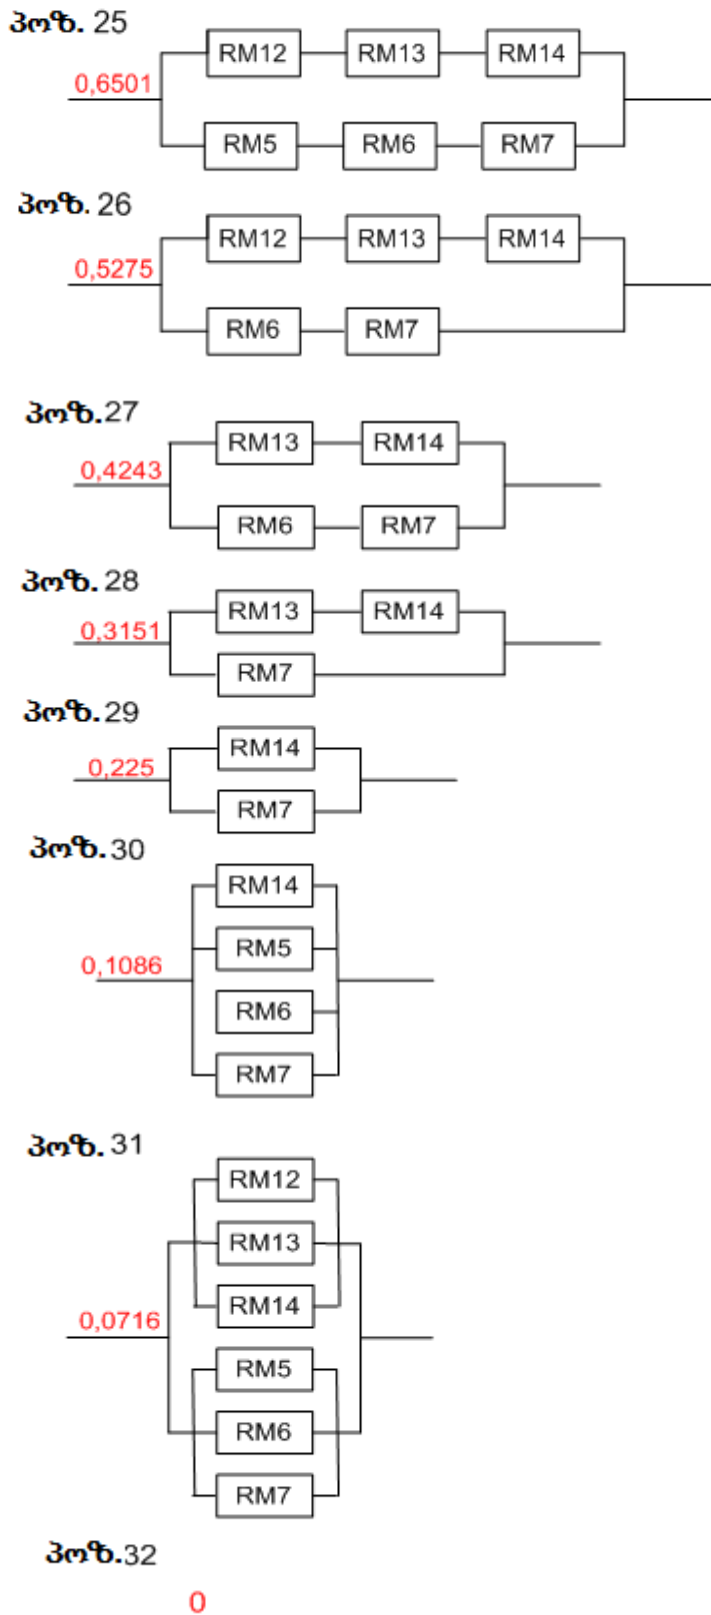 პოზ. 25
RM12 RM13 RM14
0,6501
RM5 RM6 RM7
პოზ. 26
RM12 RM13 RM14
0,5275
RM6 RM7
პოზ.27
RM13 RM14
0,4243
RM6 RM7
პოზ.28
RM13 RM14
0,3151
RM7
პოზ.29
RM14
0,225
RM7
პოზ.30
RM14
RM5
0,1086
RM6
RM7
პოზ.31
RM12
RM13
RM14
0,0716
RM5
RM6
RM7
პოზ.32
0